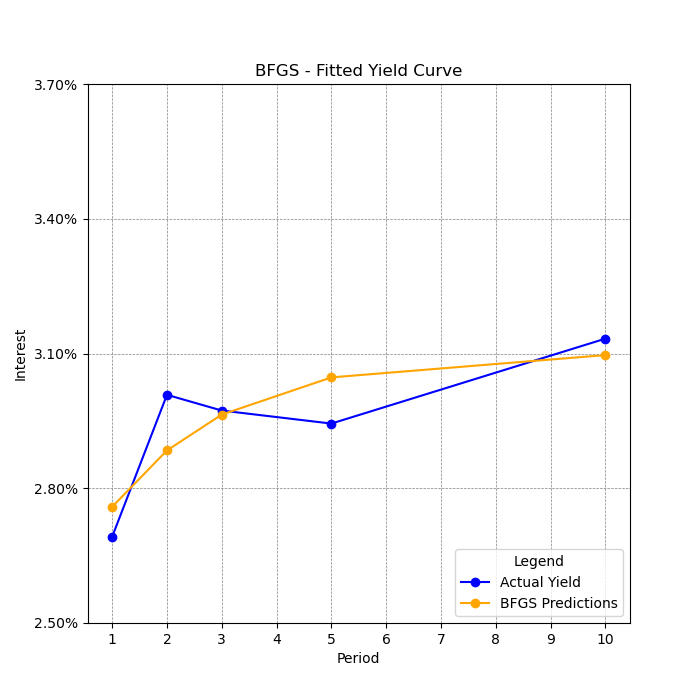 BFGS - Fitted Yield Curve
3.70%
3.40%
3.10%
2.80%
2.50%
Interest
1 2 3 4 5 6 7 8 9 10
Period
Legend
Actual Yield
BFGS Predictions